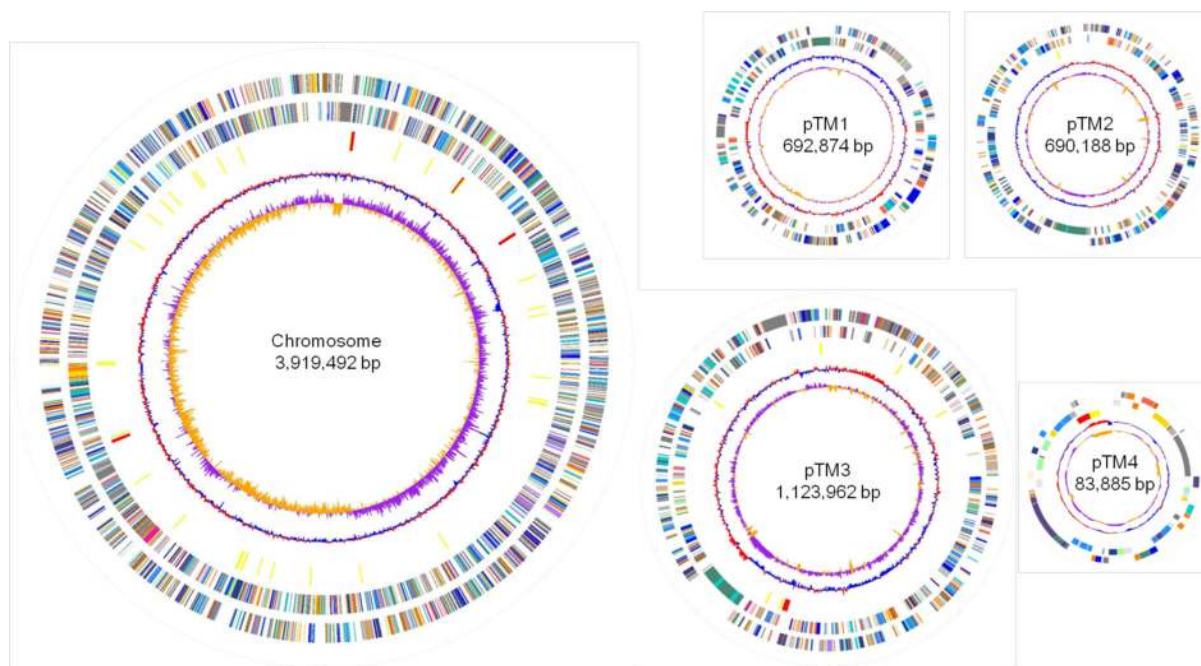 Chromosome
3,919,492 bp
pTM1
692,874 bp
pTM2
690,188 bp
pTM3
1,123,962 bp
pTM4
83,885 bp